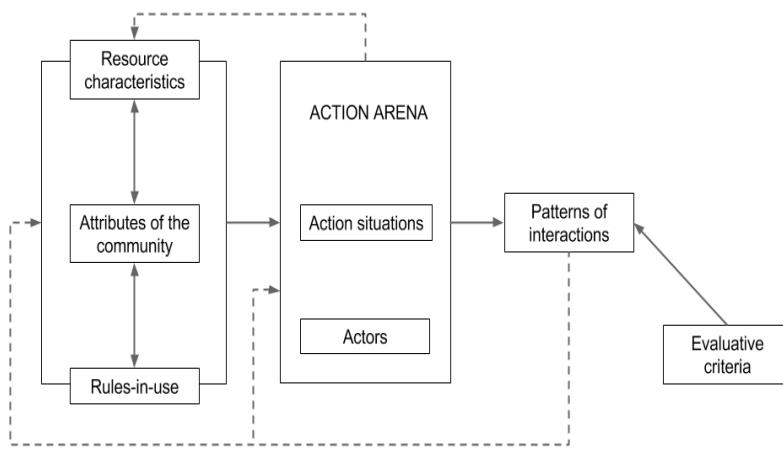 Resource
characteristics
Attributes of the
community
Rules-in-use
ACTION ARENA
Action situations
Actors
Patterns of
interactions
Evaluative
criteria